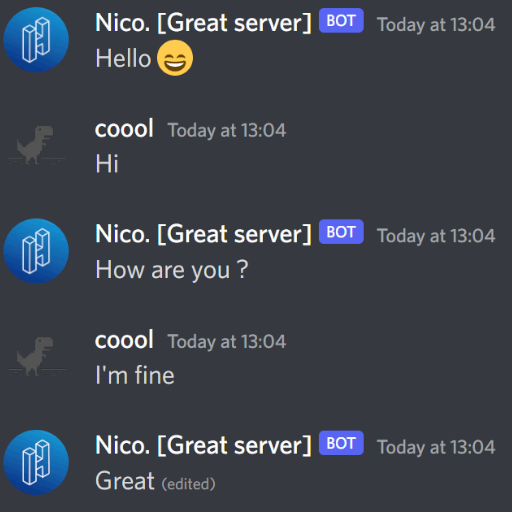 Nico. [Great server] BOT Today at 13:04
Hello 😄
coool Today at 13:04
Hi
Nico. [Great server] BOT Today at 13:04
How are you ?
coool Today at 13:04
I'm fine
Nico. [Great server] BOT Today at 13:04
Great (edited)